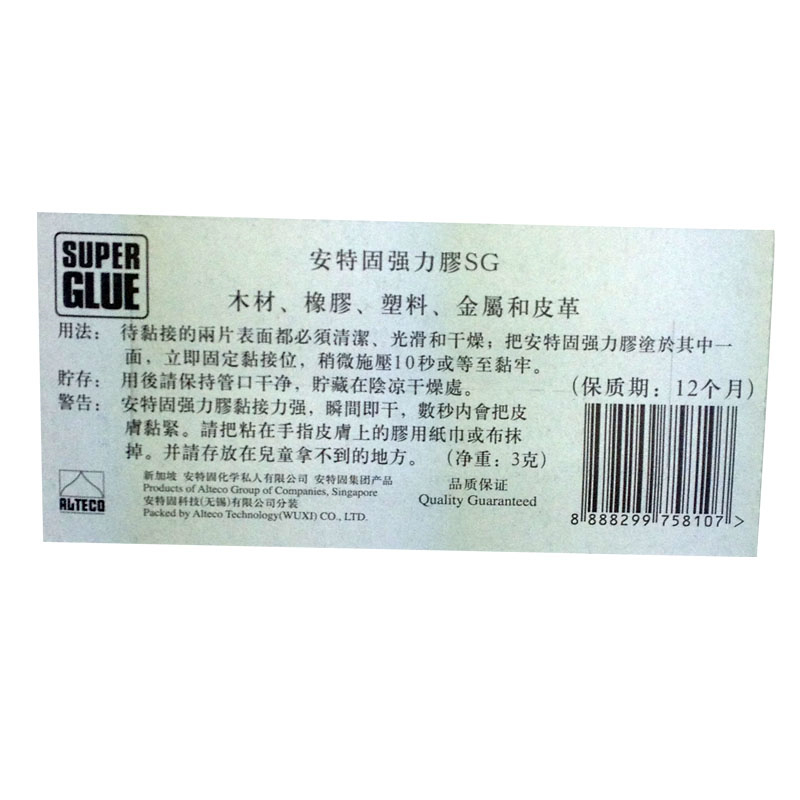 SUPER
GLUE
安特固强力膠SG
木材、橡膠、塑料、金屬和皮革
用法：待黏接的兩片表面都必須清潔、光滑和干燥；把安特固强力膠塗於其中一
面，立即固定黏接位，稍微施壓10秒或等至黏牢。
貯存：用後請保持管口干净，貯藏在陰凉干燥處。
（保质期：12个月）
警告：安特固强力膠黏接力强，瞬間即干，數秒内會把皮
膚黏緊。請把粘在手指皮膚上的膠用紙巾或布抹
掉。并請存放在兒童拿不到的地方。（净重：3克）
ALTECO
新加坡 安特固化学私人有限公司 安特固集团产品
Products of Alteco Group of Companies, Singapore
安特固科技(无锡)有限公司分装
Packed by Alteco Technology(WUXI) CO., LTD.
品质保证
Quality Guaranteed
8 888299 758107 >